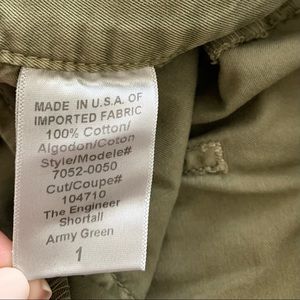 MADE IN U.S.A. OF
IMPORTED FABRIC
100% Cotton/
Algodon/Coton
Style/Modele#
7052-0050
Cut/Coupe#
104710
The Engineer
Shortall
Army Green
1